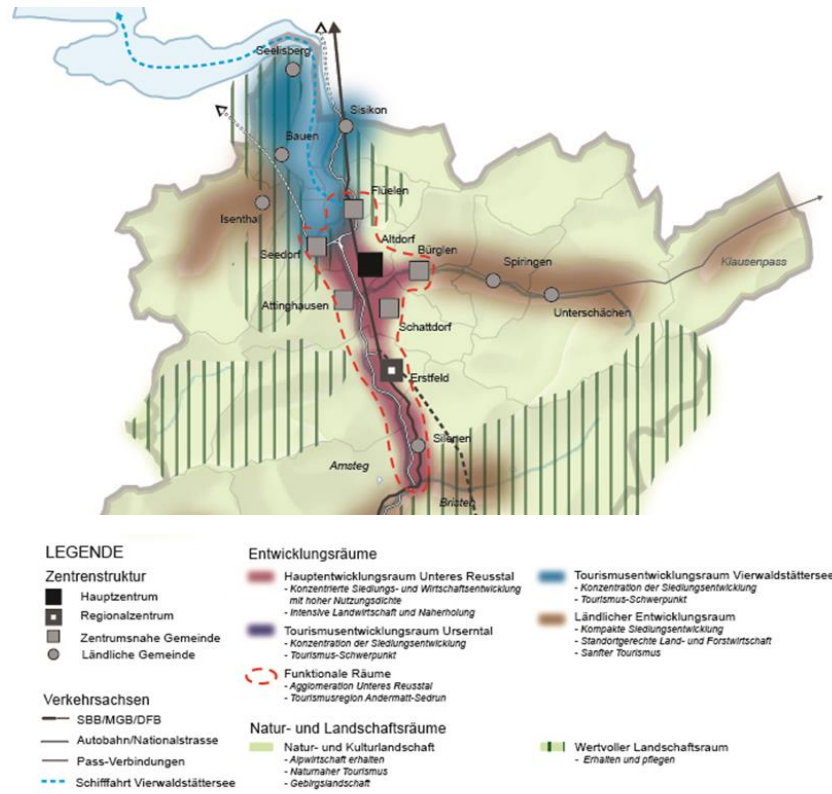 Seelisberg
Sisikon
Bauen
Flüelen
Isenthal
Altdorf
Seedorf
Bürglen
Spiringen
Klausenpass
Attinghausen
Unterschächen
Schattdorf
Erstfeld
Silenen
Amsteg
Bristen
LEGENDE
Zentrenstruktur
Hauptzentrum
Regionalzentrum
Zentrumsnahe Gemeinde
Ländliche Gemeinde
Verkehrsachsen
SBB/MGB/DFB
Autobahn/Nationalstrasse
Pass-Verbindungen
Schifffahrt Vierwaldstättersee
Entwicklungsräume
Hauptentwicklungsraum Unteres Reusstal
- Konzentrierte Siedlungs- und Wirtschaftsentwicklung
mit hoher Nutzungsdichte
- Intensive Landwirtschaft und Naherholung
Tourismusentwicklungsraum Urserntal
- Konzentration der Siedlungsentwicklung
- Tourismus-Schwerpunkt
Funktionale Räume
- Agglomeration Unteres Reusstal
- Tourismusregion Andermatt-Sedrun
Tourismusentwicklungsraum Vierwaldstättersee
- Konzentration der Siedlungsentwicklung
- Tourismus-Schwerpunkt
Ländlicher Entwicklungsraum
- Kompakte Siedlungsentwicklung
- Standortgerechte Land- und Forstwirtschaft
- Sanfter Tourismus
Natur- und Landschaftsräume
Natur- und Kulturlandschaft
- Alpwirtschaft erhalten
- Naturnaher Tourismus
- Gebirgslandschaft
Wertvoller Landschaftsraum
- Erhalten und pflegen